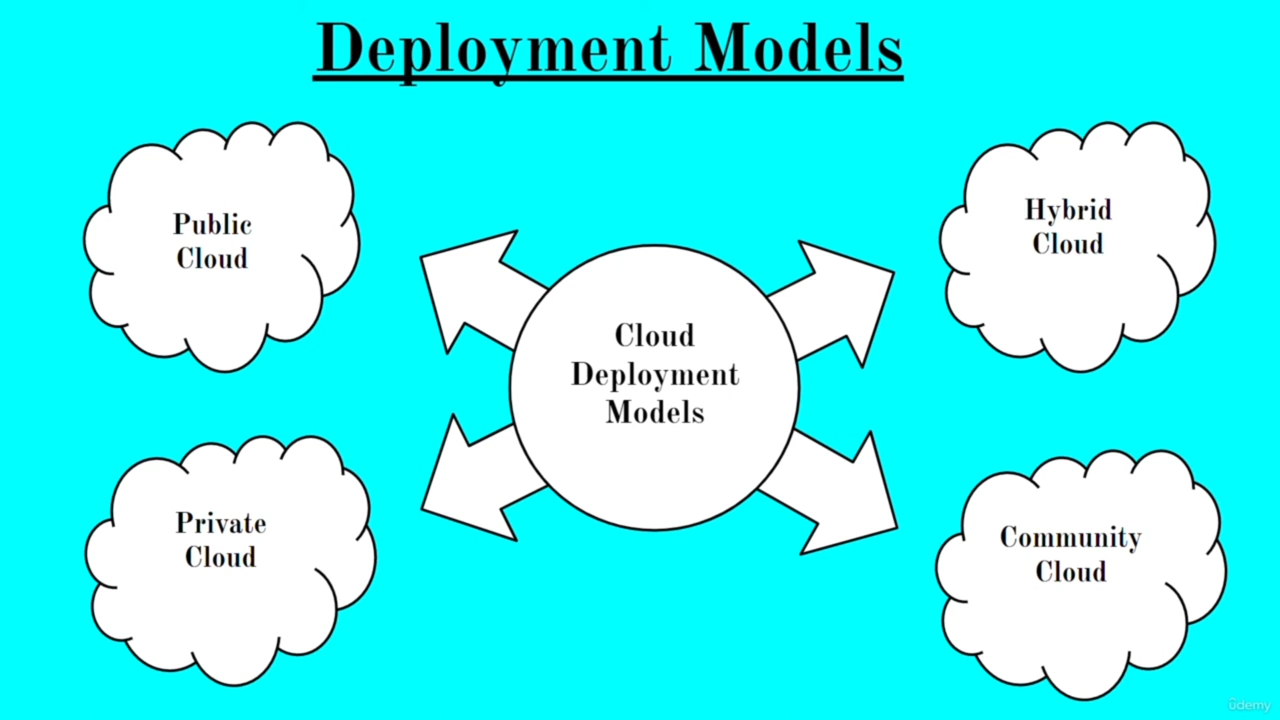 Deployment Models
Public
Cloud
Hybrid
Cloud
Cloud
Deployment
Models
Private
Cloud
Community
Cloud
udemy